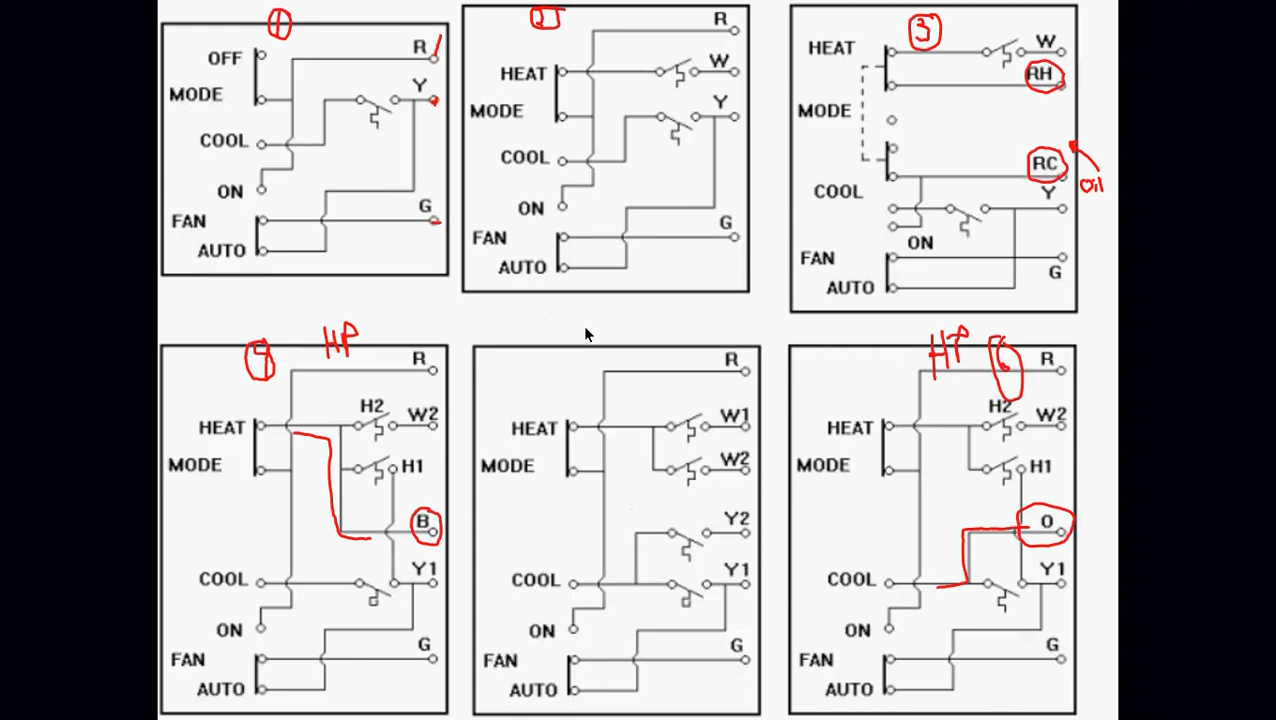 1
OFF
R
MODE
Y
COOL
ON
G
FAN
AUTO
2
R
HEAT
W
MODE
Y
COOL
ON
G
FAN
AUTO
3
HEAT
W
RH
MODE
RC
Oil
COOL
Y
ON
FAN
G
AUTO
4
HP
R
H2
W2
HEAT
MODE
H1
B
COOL
Y1
ON
G
FAN
AUTO
R
W1
HEAT
W2
MODE
Y2
COOL
Y1
ON
G
FAN
AUTO
HP
6
R
H2
W2
HEAT
MODE
H1
O
COOL
Y1
ON
G
FAN
AUTO